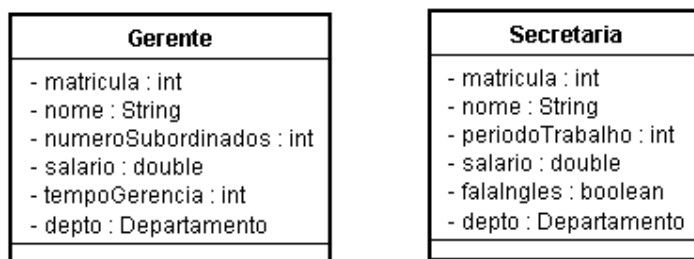 Gerente
- matricula : int
- nome : String
- numeroSubordinados : int
- salario : double
- tempoGerencia : int
- depto : Departamento
Secretaria
- matricula : int
- nome : String
- periodoTrabalho : int
- salario : double
- falaIngles : boolean
- depto : Departamento